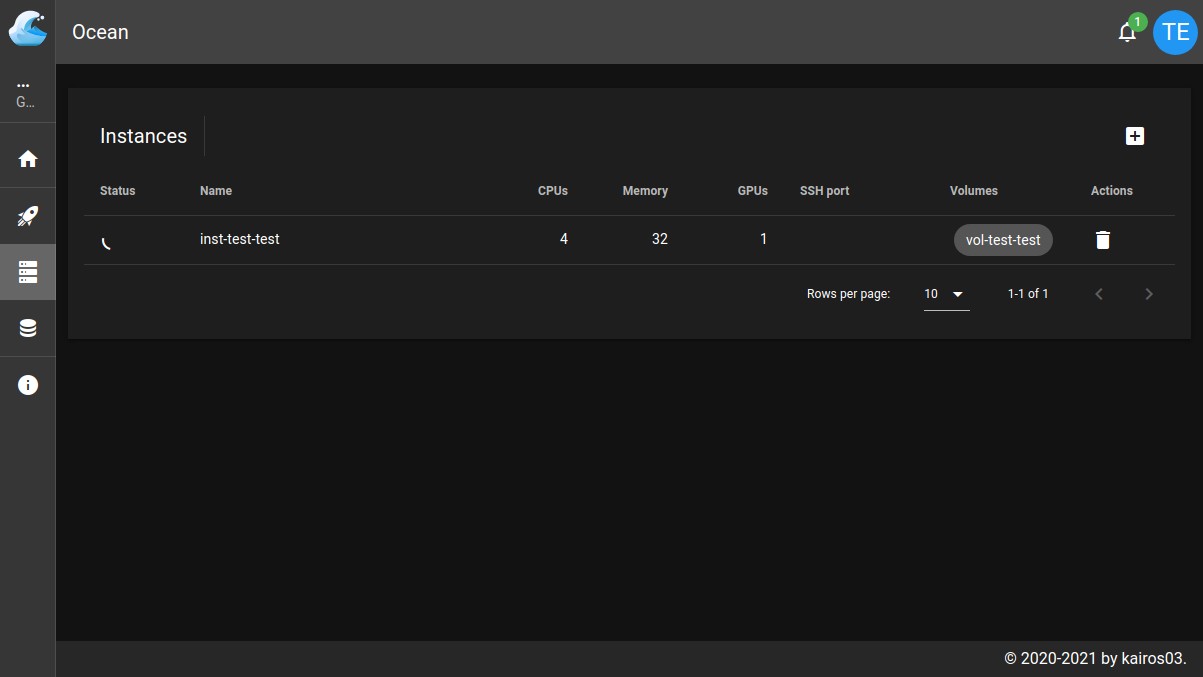 Ocean
1
TE
...
G...
Instances
Status Name CPUs Memory GPUs SSH port Volumes Actions
inst-test-test 4 32 1 vol-test-test
Rows per page: 10 1-1 of 1
© 2020-2021 by kairos03.